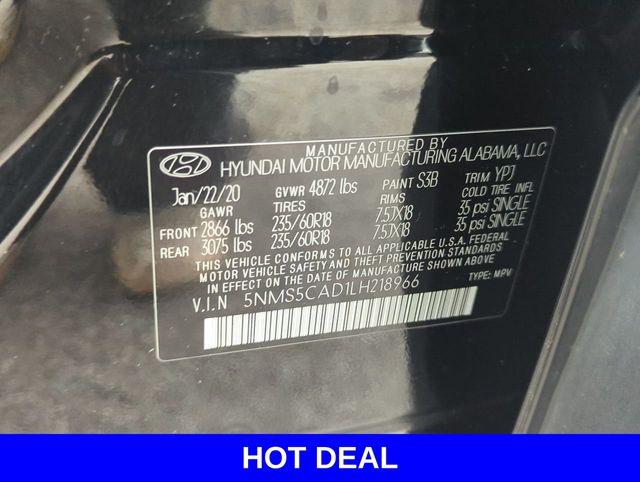 MANUFACTURED BY
HYUNDAI MOTOR MANUFACTURING ALABAMA, LLC
Jan/22/20 GVWR 4872 lbs PAINT S3B TRIM YPJ
GAWR TIRES RIMS COLD TIRE INFL
FRONT 2866 lbs 235/60R18 7.5JX18 35 psi SINGLE
REAR 3075 lbs 235/60R18 7.5JX18 35 psi SINGLE
THIS VEHICLE CONFORMS TO ALL APPLICABLE U.S.A. FEDERAL
MOTOR VEHICLE SAFETY, BUMPER, AND THEFT PREVENTION STANDARDS
IN EFFECT ON THE DATE OF MANUFACTURE SHOWN ABOVE.
V.I.N 5NMS5CAD1LH218966 TYPE: MPV
HOT DEAL